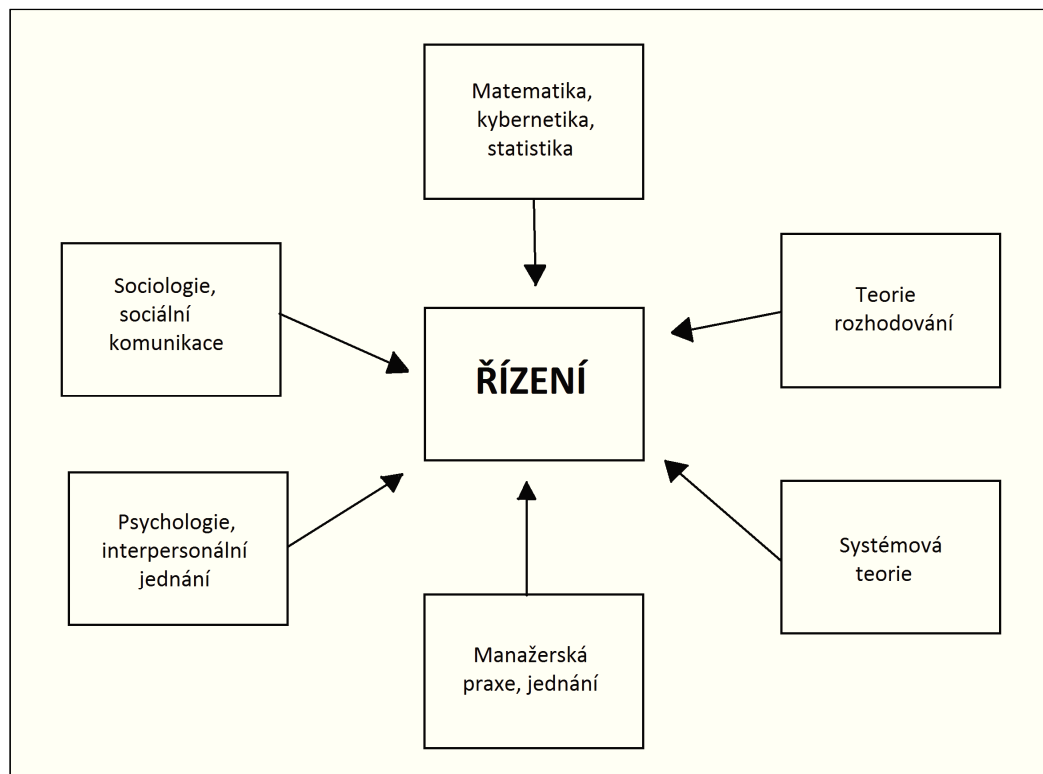 Matematika,
kybernetika,
statistika
Sociologie,
sociální
komunikace
Teorie
rozhodování
ŘÍZENÍ
Psychologie,
interpersonální
jednání
Systémová
teorie
Manažerská
praxe, jednání